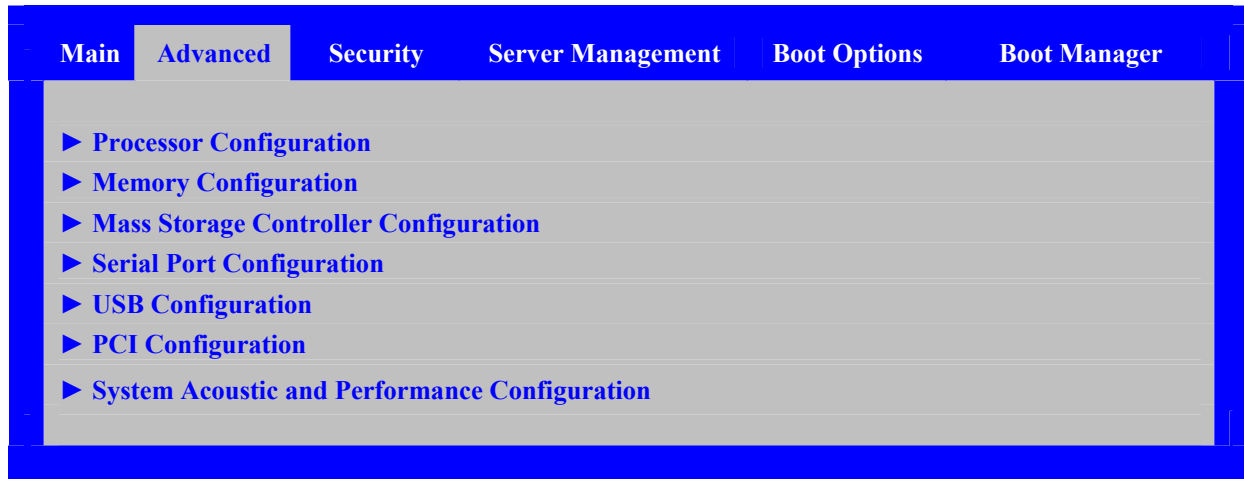 Main Advanced Security Server Management Boot Options Boot Manager
► Processor Configuration
► Memory Configuration
► Mass Storage Controller Configuration
► Serial Port Configuration
► USB Configuration
► PCI Configuration
► System Acoustic and Performance Configuration